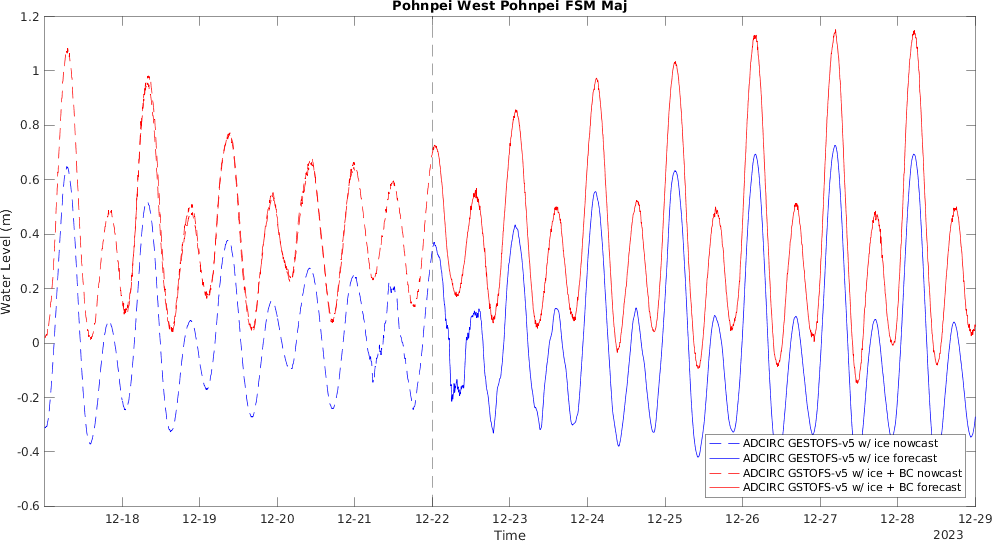 Pohnpei West Pohnpei FSM Maj
1.2
1
0.8
0.6
0.4
0.2
0
-0.2
-0.4
-0.6
Water Level (m)
ADCIRC GESTOFS-v5 w/ ice nowcast
ADCIRC GESTOFS-v5 w/ ice forecast
ADCIRC GSTOFS-v5 w/ ice + BC nowcast
ADCIRC GSTOFS-v5 w/ ice + BC forecast
12-18 12-19 12-20 12-21 12-22 12-23 12-24 12-25 12-26 12-27 12-28 12-29
Time
2023